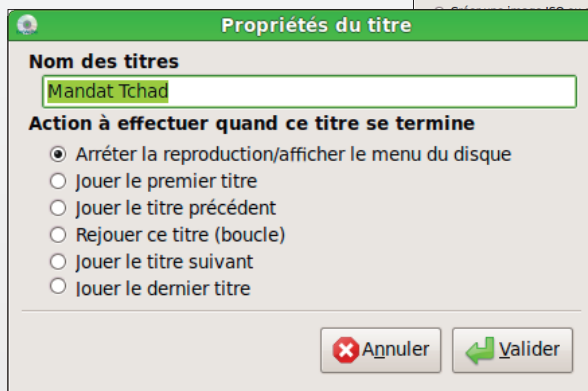 Propriétés du titre
Nom des titres
Mandat Tchad
Action à effectuer quand ce titre se termine
Arréter la reproduction/afficher le menu du disque
Jouer le premier titre
Jouer le titre précédent
Rejouer ce titre (boucle)
Jouer le titre suivant
Jouer le dernier titre
Annuler
Valider